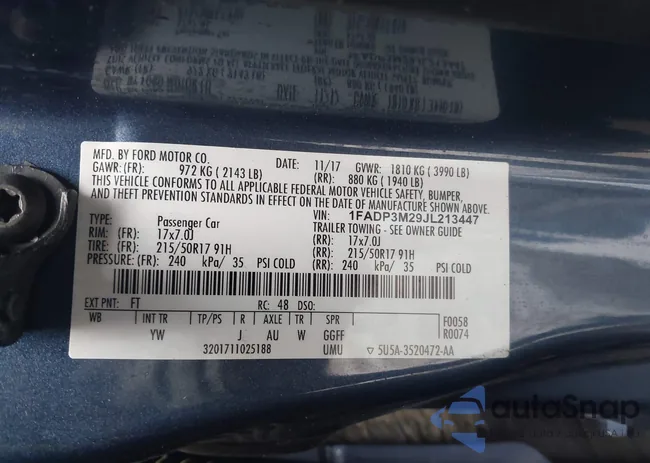 MFD. BY FORD MOTOR CO.
DATE: 11/17 GVWR: 1810 KG ( 3990 LB)
GAWR: (FR): 972 KG ( 2143 LB) (RR): 880 KG ( 1940 LB)
THIS VEHICLE CONFORMS TO ALL APPLICABLE FEDERAL MOTOR VEHICLE SAFETY, BUMPER,
AND THEFT PREVENTION STANDARDS IN EFFECT ON THE DATE OF MANUFACTURE SHOWN ABOVE.
VIN: 1FADP3M29JL213447
TYPE: Passenger Car TRAILER TOWING - SEE OWNER GUIDE
RIM: (FR): 17x7.0J (RR): 17x7.0J
TIRE: (FR): 215/50R17 91H (RR): 215/50R17 91H
PRESSURE: (FR): 240 kPa/ 35 PSI COLD (RR): 240 kPa/ 35 PSI COLD
EXT PNT: FT RC: 48 DSO:
WB INT TR TP/PS R AXLE TR SPR F0058
YW J AU W GGFF R0074
3201711025188 UMU ▽ 5U5A-3520472-AA
autoSnap